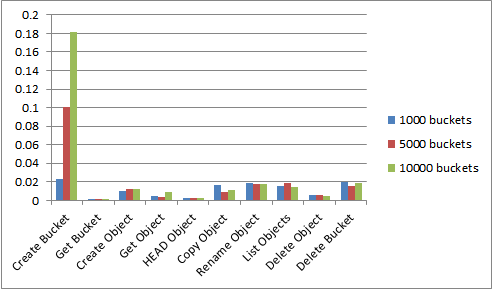 0.2
0.18
0.16
0.14
0.12
0.1
0.08
0.06
0.04
0.02
0
1000 buckets
5000 buckets
10000 buckets
Create Bucket
Get Bucket
Create Object
Get Object
HEAD Object
Copy Object
Rename Object
List Objects
Delete Object
Delete Bucket